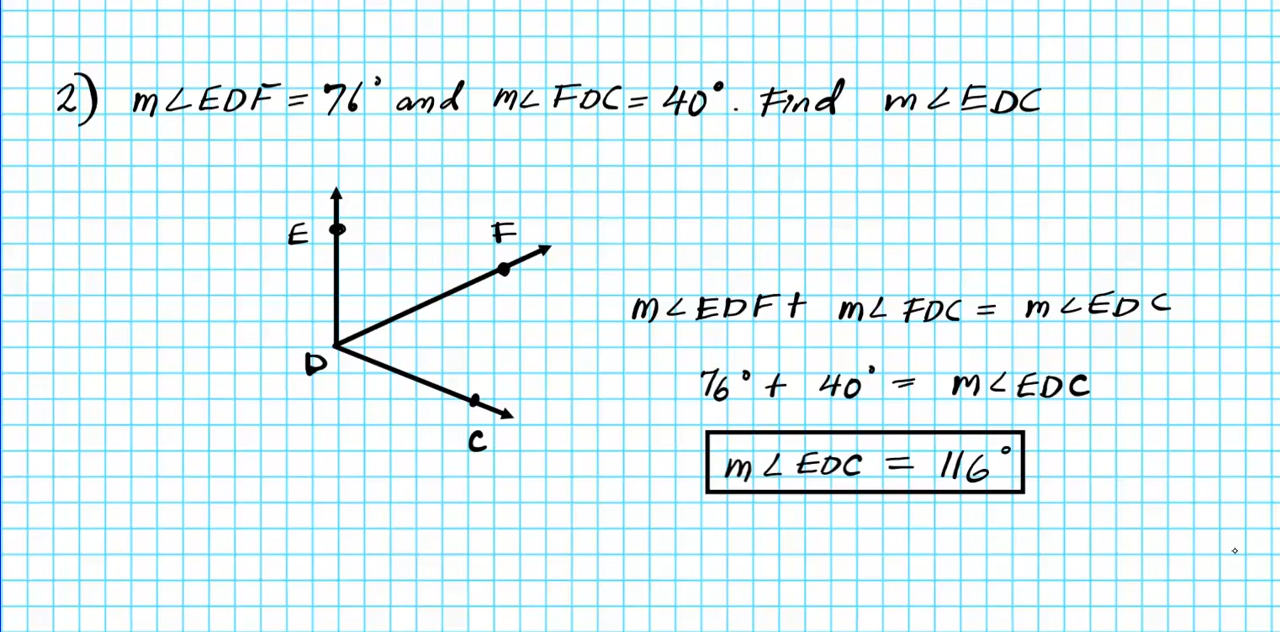 2) m∠EDF = 76° and m∠FDC = 40°. Find m∠EDC
E
F
D
C
m∠EDF + m∠FDC = m∠EDC
76° + 40° = m∠EDC
m∠EDC = 116°